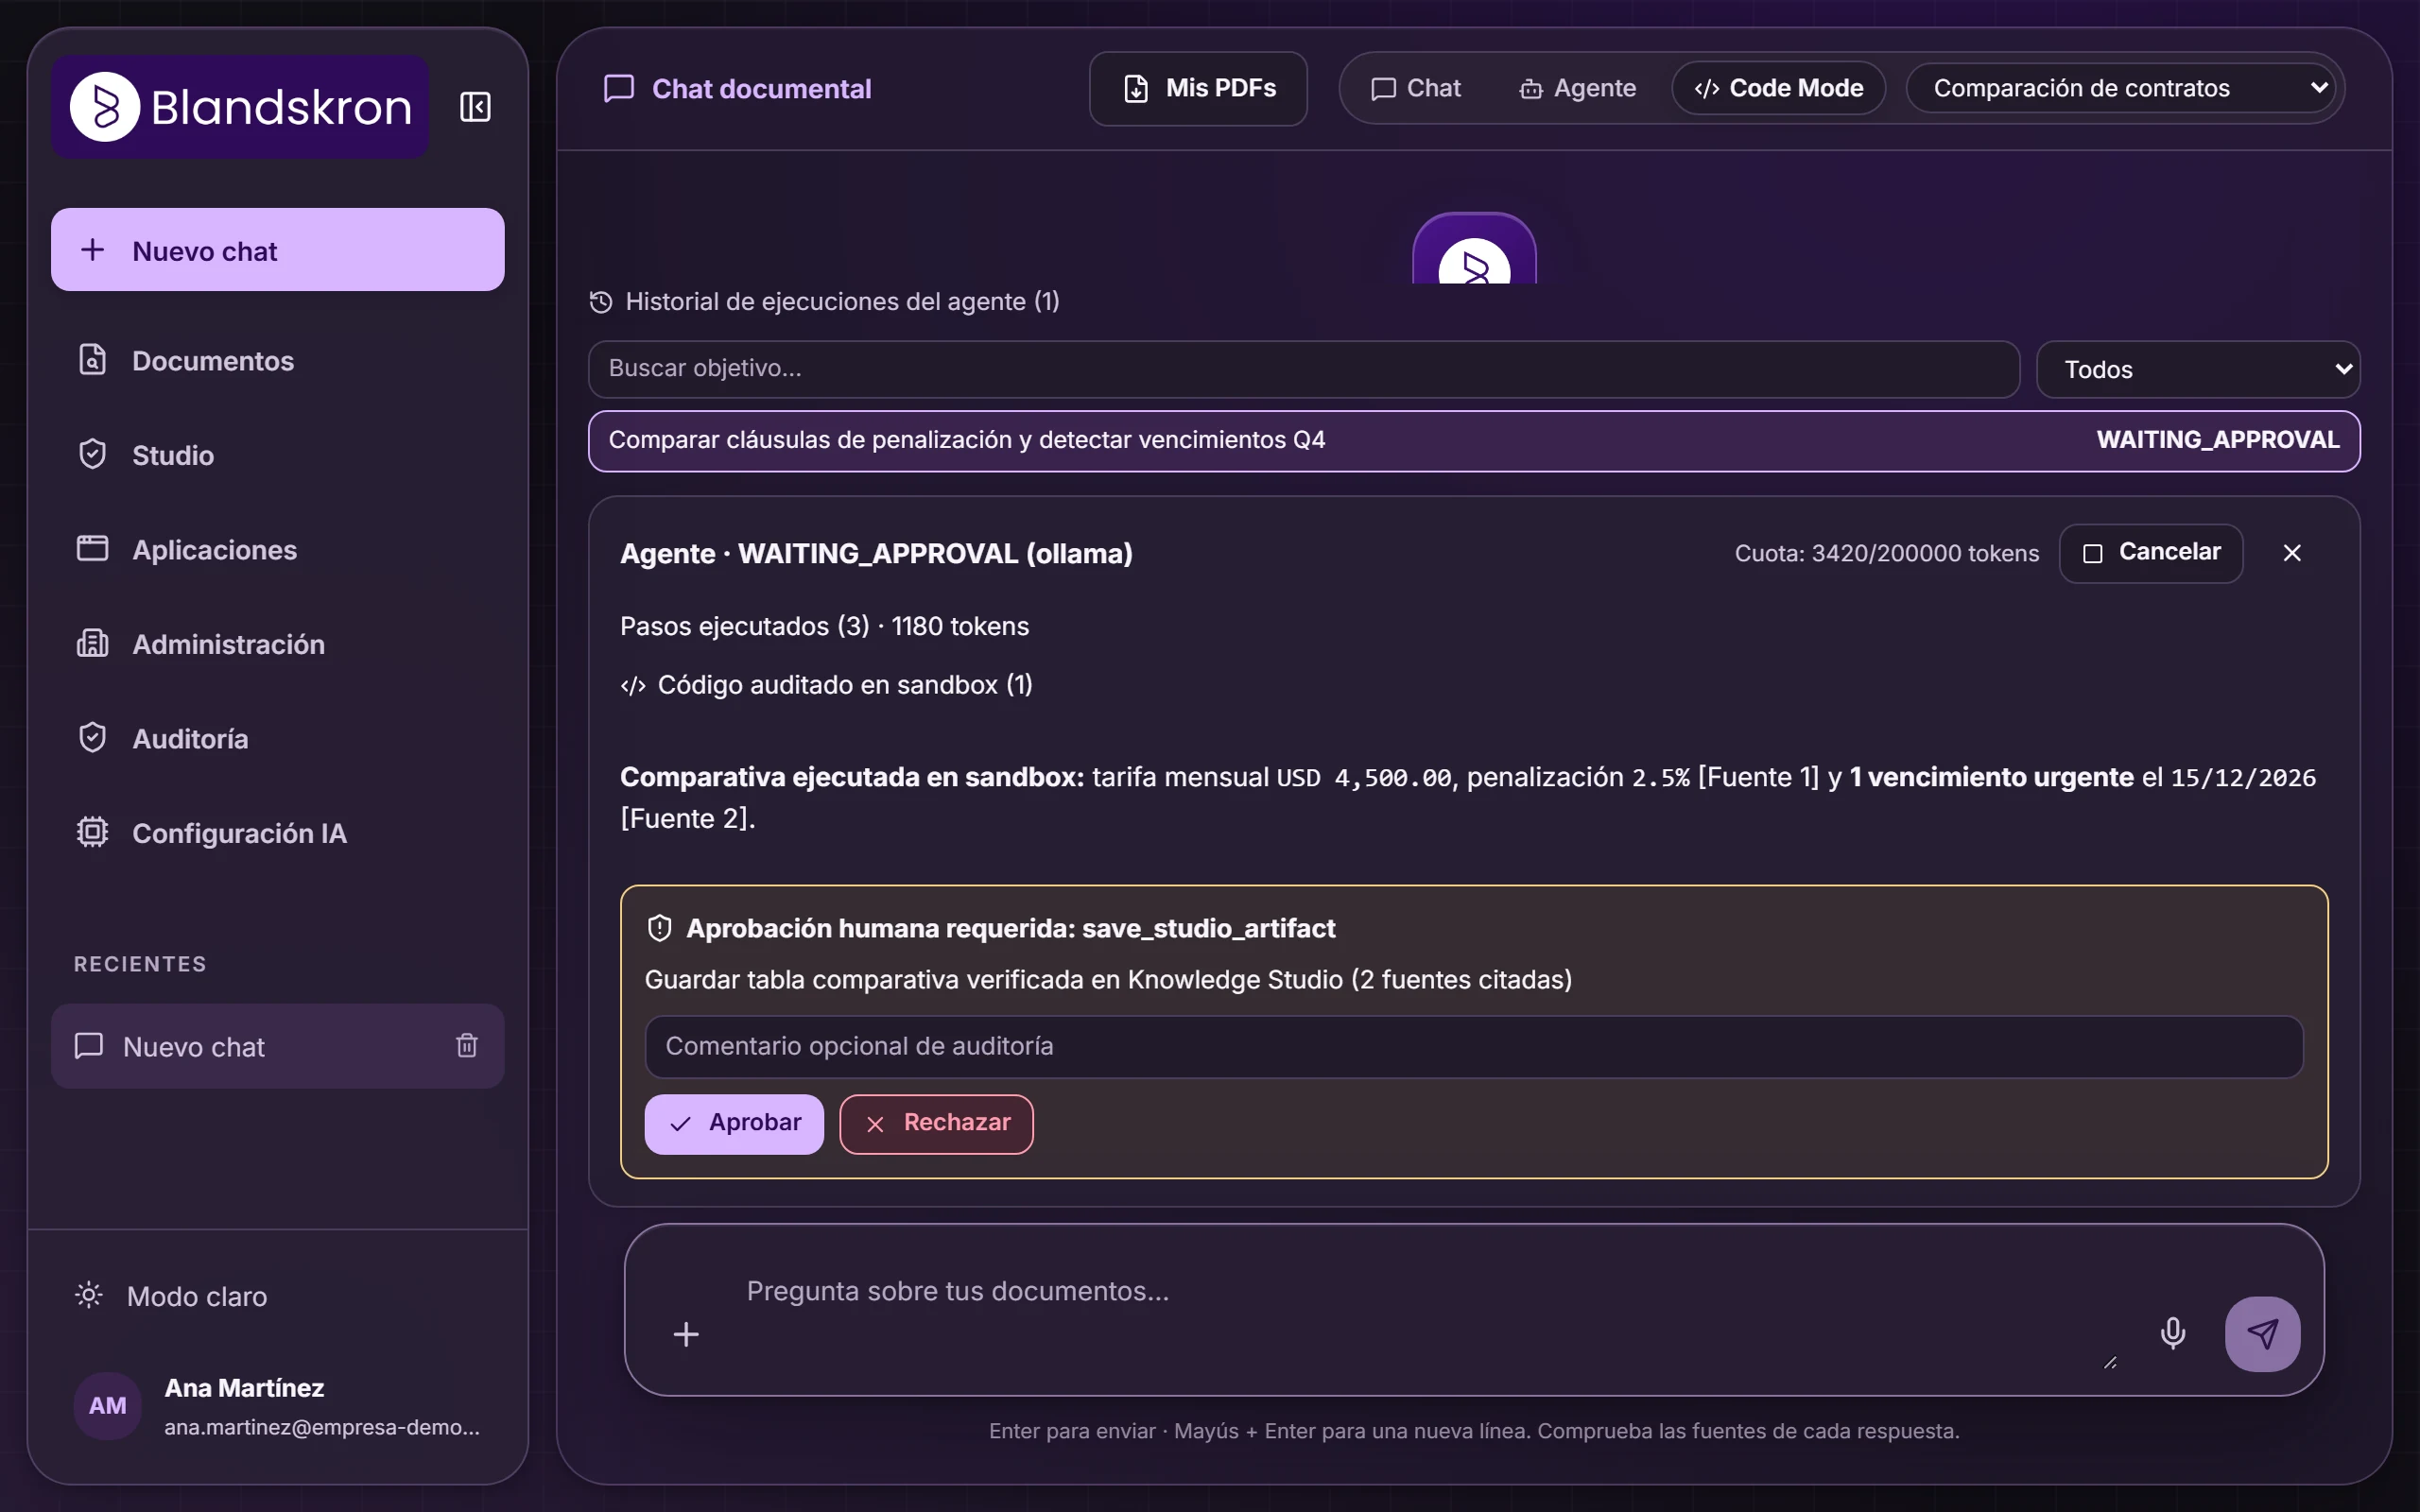 Blandskron
Nuevo chat
Documentos
Studio
Aplicaciones
Administración
Auditoría
Configuración IA
RECIENTES
Nuevo chat
Modo claro
AM
Ana Martínez
ana.martinez@empresa-demo...
Chat documental
Mis PDFs
Chat
Agente
Code Mode
Comparación de contratos
Historial de ejecuciones del agente (1)
Buscar objetivo...
Todos
Comparar cláusulas de penalización y detectar vencimientos Q4
WAITING_APPROVAL
Agente · WAITING_APPROVAL (ollama)
Cuota: 3420/200000 tokens
Cancelar
Pasos ejecutados (3) · 1180 tokens
Código auditado en sandbox (1)
Comparativa ejecutada en sandbox: tarifa mensual USD 4,500.00, penalización 2.5% [Fuente 1] y 1 vencimiento urgente el 15/12/2026
[Fuente 2].
Aprobación humana requerida: save_studio_artifact
Guardar tabla comparativa verificada en Knowledge Studio (2 fuentes citadas)
Comentario opcional de auditoría
Aprobar
Rechazar
Pregunta sobre tus documentos...
Enter para enviar · Mayús + Enter para una nueva línea. Comprueba las fuentes de cada respuesta.